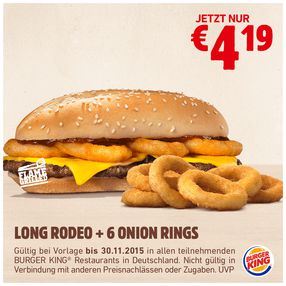 JETZT NUR
€4.19
FLAME
GRILLED
LONG RODEO + 6 ONION RINGS
Gültig bei Vorlage bis 30.11.2015 in allen teilnehmenden
BURGER KING® Restaurants in Deutschland. Nicht gültig in
Verbindung mit anderen Preisnachlässen oder Zugaben. UVP
BURGER
KING